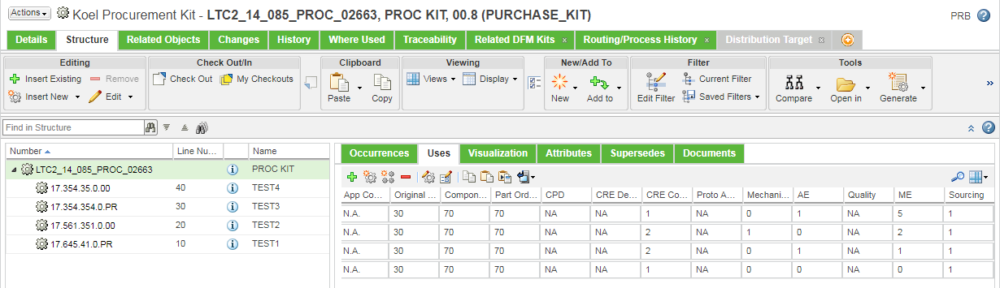 Actions Koel Procurement Kit - LTC2_14_085_PROC_02663, PROC KIT, 00.8 (PURCHASE_KIT) PRB
Details Structure Related Objects Changes History Where Used Traceability Related DFM Kits × Routing/Process History × Distribution Target ×
Editing Check Out/In Clipboard Viewing New/Add To Filter Tools
Insert Existing Remove Check Out My Checkouts Views Display Current Filter
Insert New Edit Paste Copy New Add to Edit Filter Saved Filters Compare Open in Generate »
Find in Structure
Number Line Nu... Name
LTC2_14_085_PROC_02663 PROC KIT
17.354.35.0.00 40 TEST4
17.354.354.0.PR 30 TEST3
17.561.351.0.00 20 TEST2
17.645.41.0.PR 10 TEST1
Occurrences Uses Visualization Attributes Supersedes Documents
App Co... Original ... Compon... Part Ord... CPD CRE De... CRE Co... Proto A... Mechani... AE Quality ME Sourcing
N.A. 30 70 70 NA NA 1 NA 0 1 NA 5 1
N.A. 30 70 70 NA NA 2 NA 1 0 NA 2 1
N.A. 30 70 70 NA NA 2 NA 0 1 NA 1 1
N.A. 30 70 70 NA NA 1 NA 0 0 NA 0 1